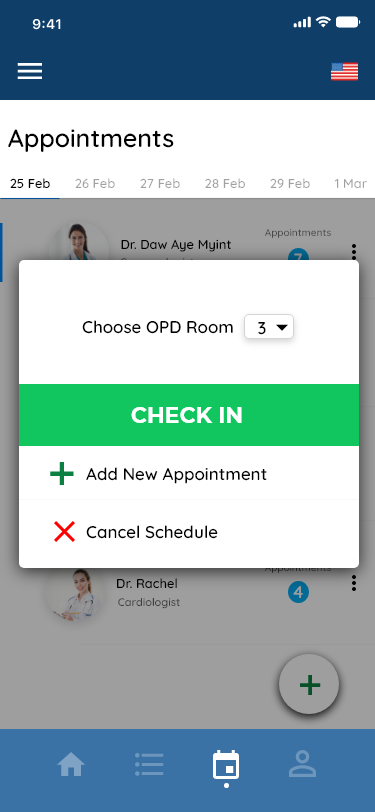 9:41
Appointments
25 Feb 26 Feb 27 Feb 28 Feb 29 Feb 1 Mar
Appointments
Dr. Daw Aye Myint
7
Choose OPD Room 3
CHECK IN
Add New Appointment
Cancel Schedule
Appointments
Dr. Rachel
4
Cardiologist